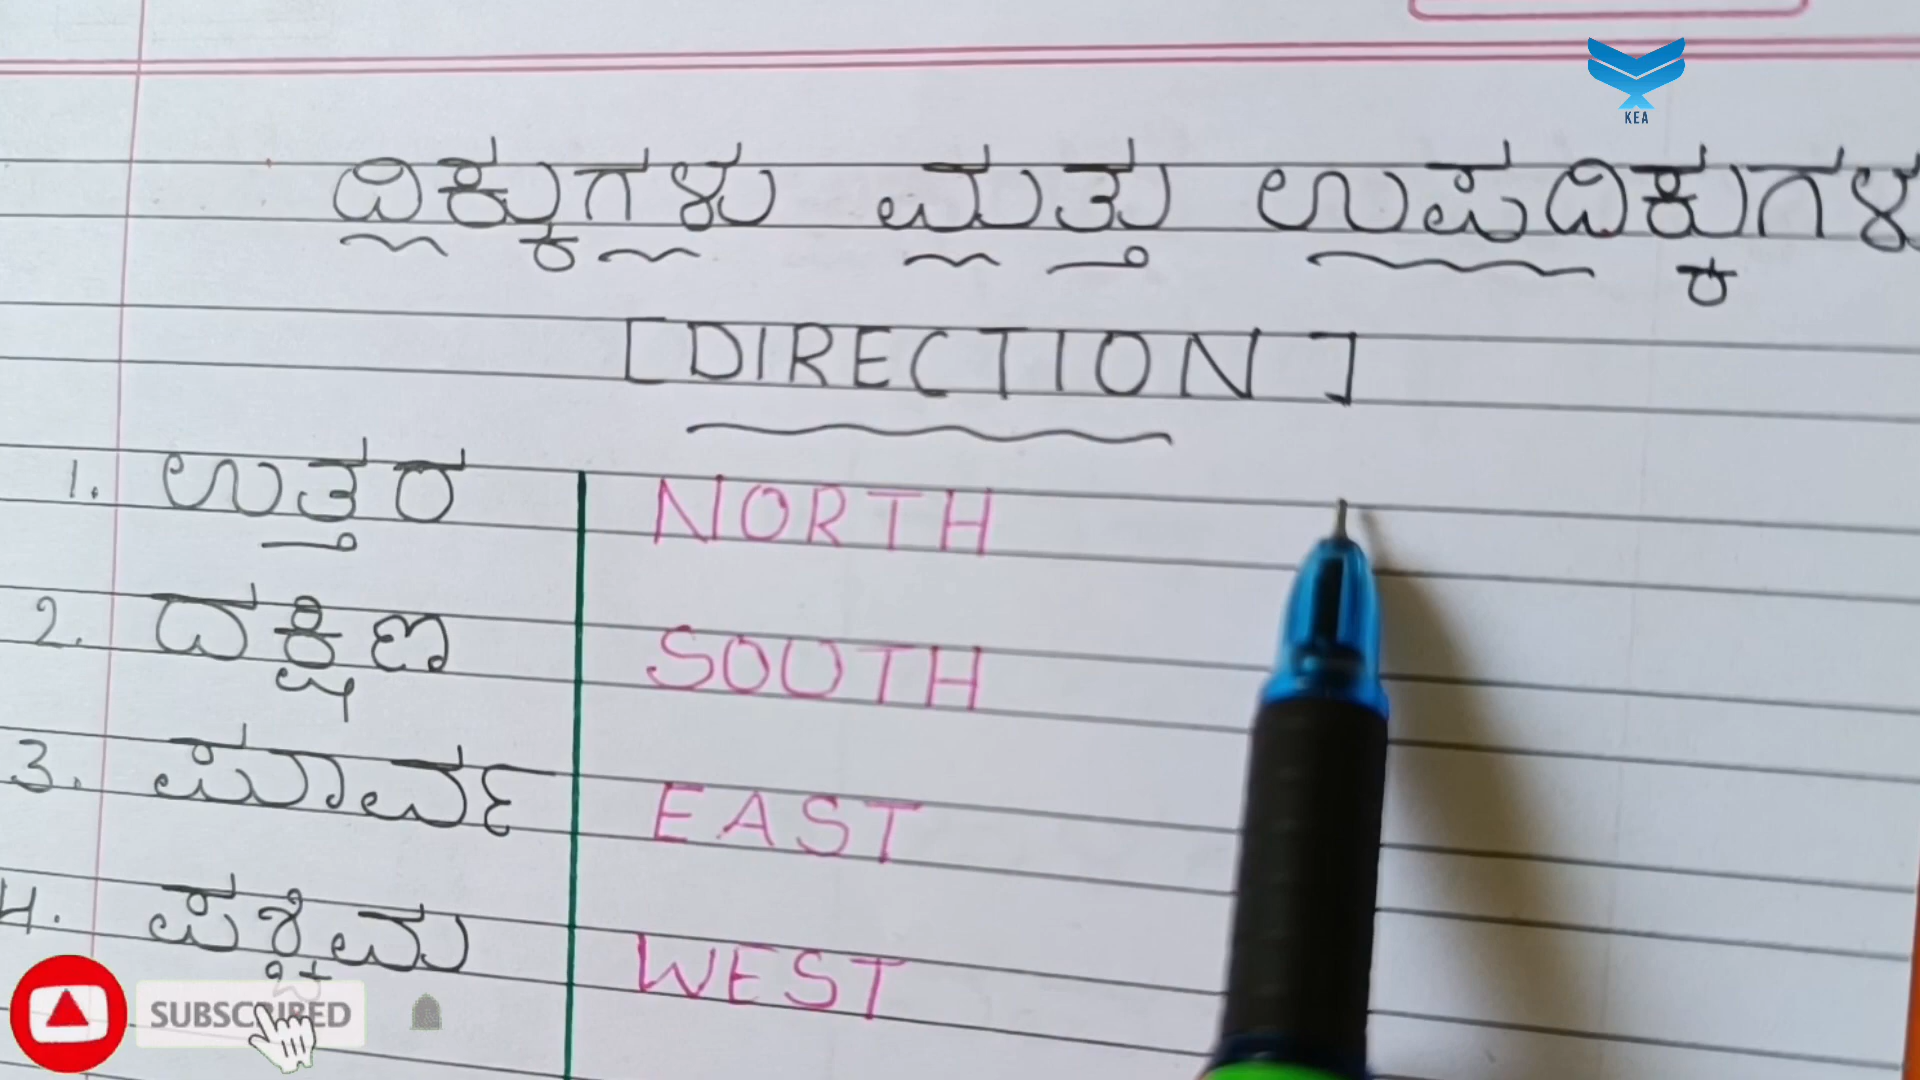 KEA
ದಿಕ್ಕುಗಳು ಮತ್ತು ಉಪದಿಕ್ಕುಗಳು
[DIRECTION]
1. ಉತ್ತರ NORTH
2. ದಕ್ಷಿಣ SOUTH
3. ಪೂರ್ವ EAST
4. ಪಶ್ಚಿಮ WEST
SUBSCRIBED